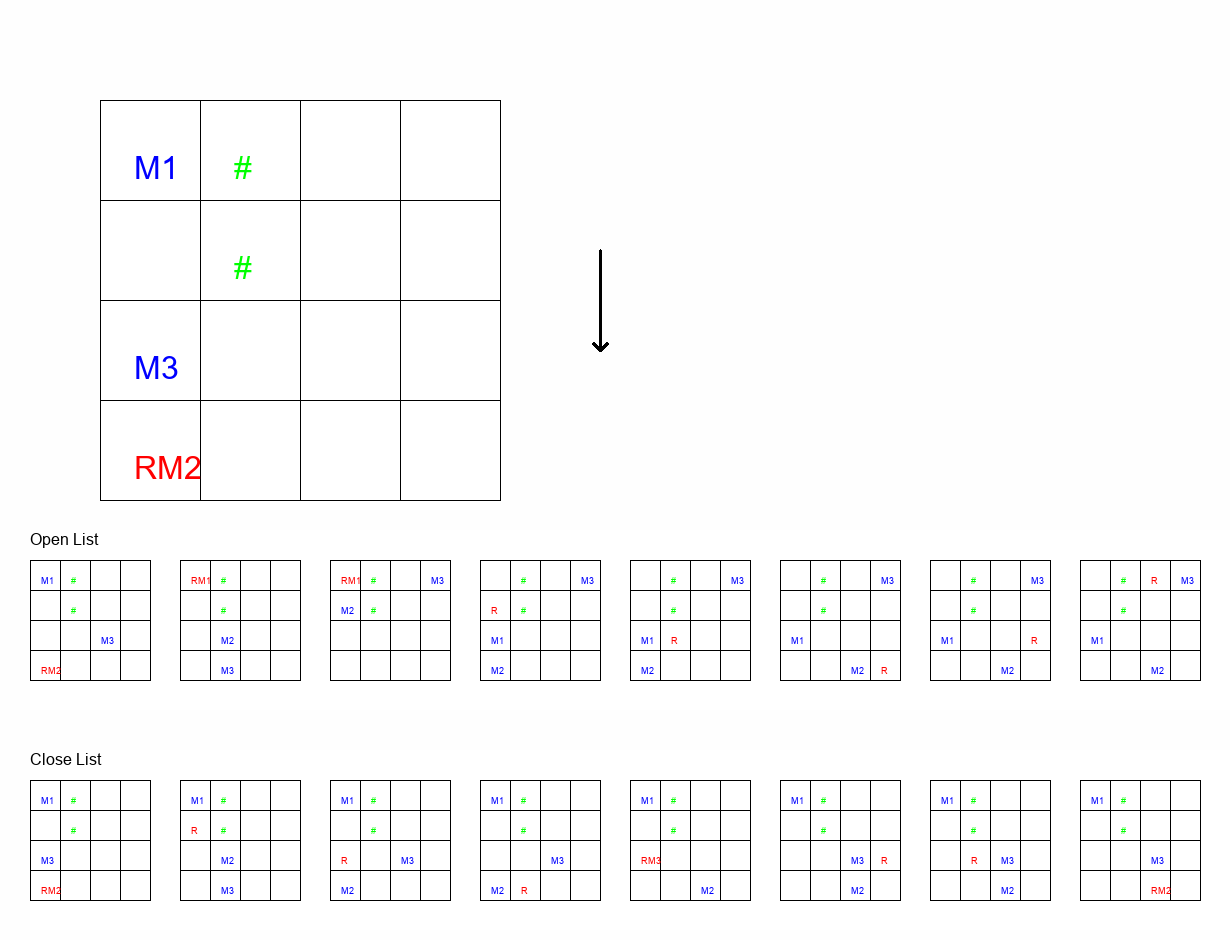 M1 #
#
M3
RM2
Open List
M1 # RM1 # RM1 # M3 # M3 # M3 # M3 # M3 # R M3
# # M2 # R # # # # #
M3 M2 M1 M1 R M1 M1 R M1
RM2 M3 M2 M2 M2 R M2 M2
Close List
M1 # M1 # M1 # M1 # M1 # M1 # M1 # M1 #
# R # # # # # # #
M3 M2 R M3 M3 RM3 M3 R R M3 M3
RM2 M3 M2 M2 R M2 M2 M2 RM2